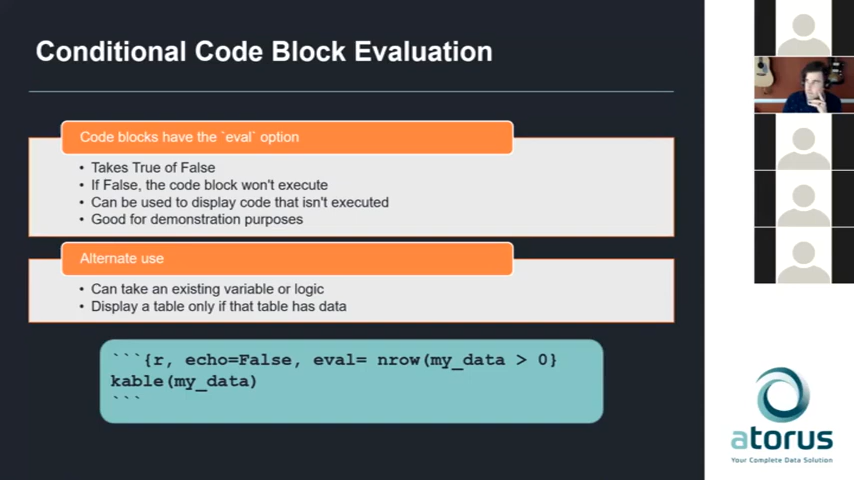 Conditional Code Block Evaluation
Code blocks have the `eval` option
• Takes True of False
• If False, the code block won't execute
• Can be used to display code that isn't executed
• Good for demonstration purposes
Alternate use
• Can take an existing variable or logic
• Display a table only if that table has data
```{r, echo=False, eval= nrow(my_data > 0}
kable(my_data)
```
atorus
Your Complete Data Solution